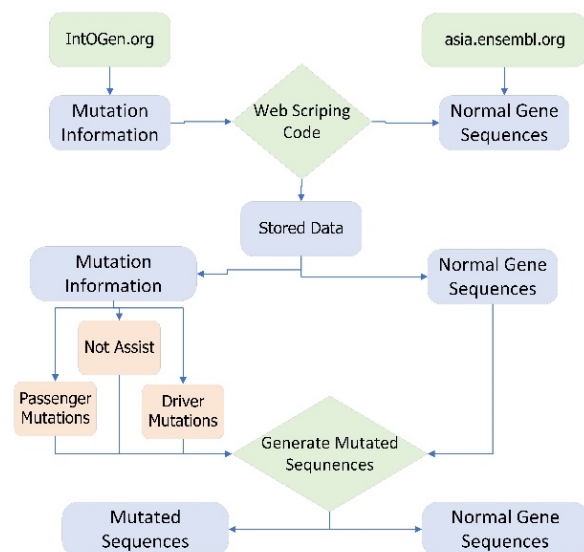 IntOGen.org
asia.ensembl.org
Mutation
Information
Web Scriping
Code
Normal Gene
Sequences
Stored Data
Mutation
Information
Normal Gene
Sequences
Not Assist
Passenger
Mutations
Driver
Mutations
Generate Mutated
Sequnences
Mutated
Sequences
Normal Gene
Sequences